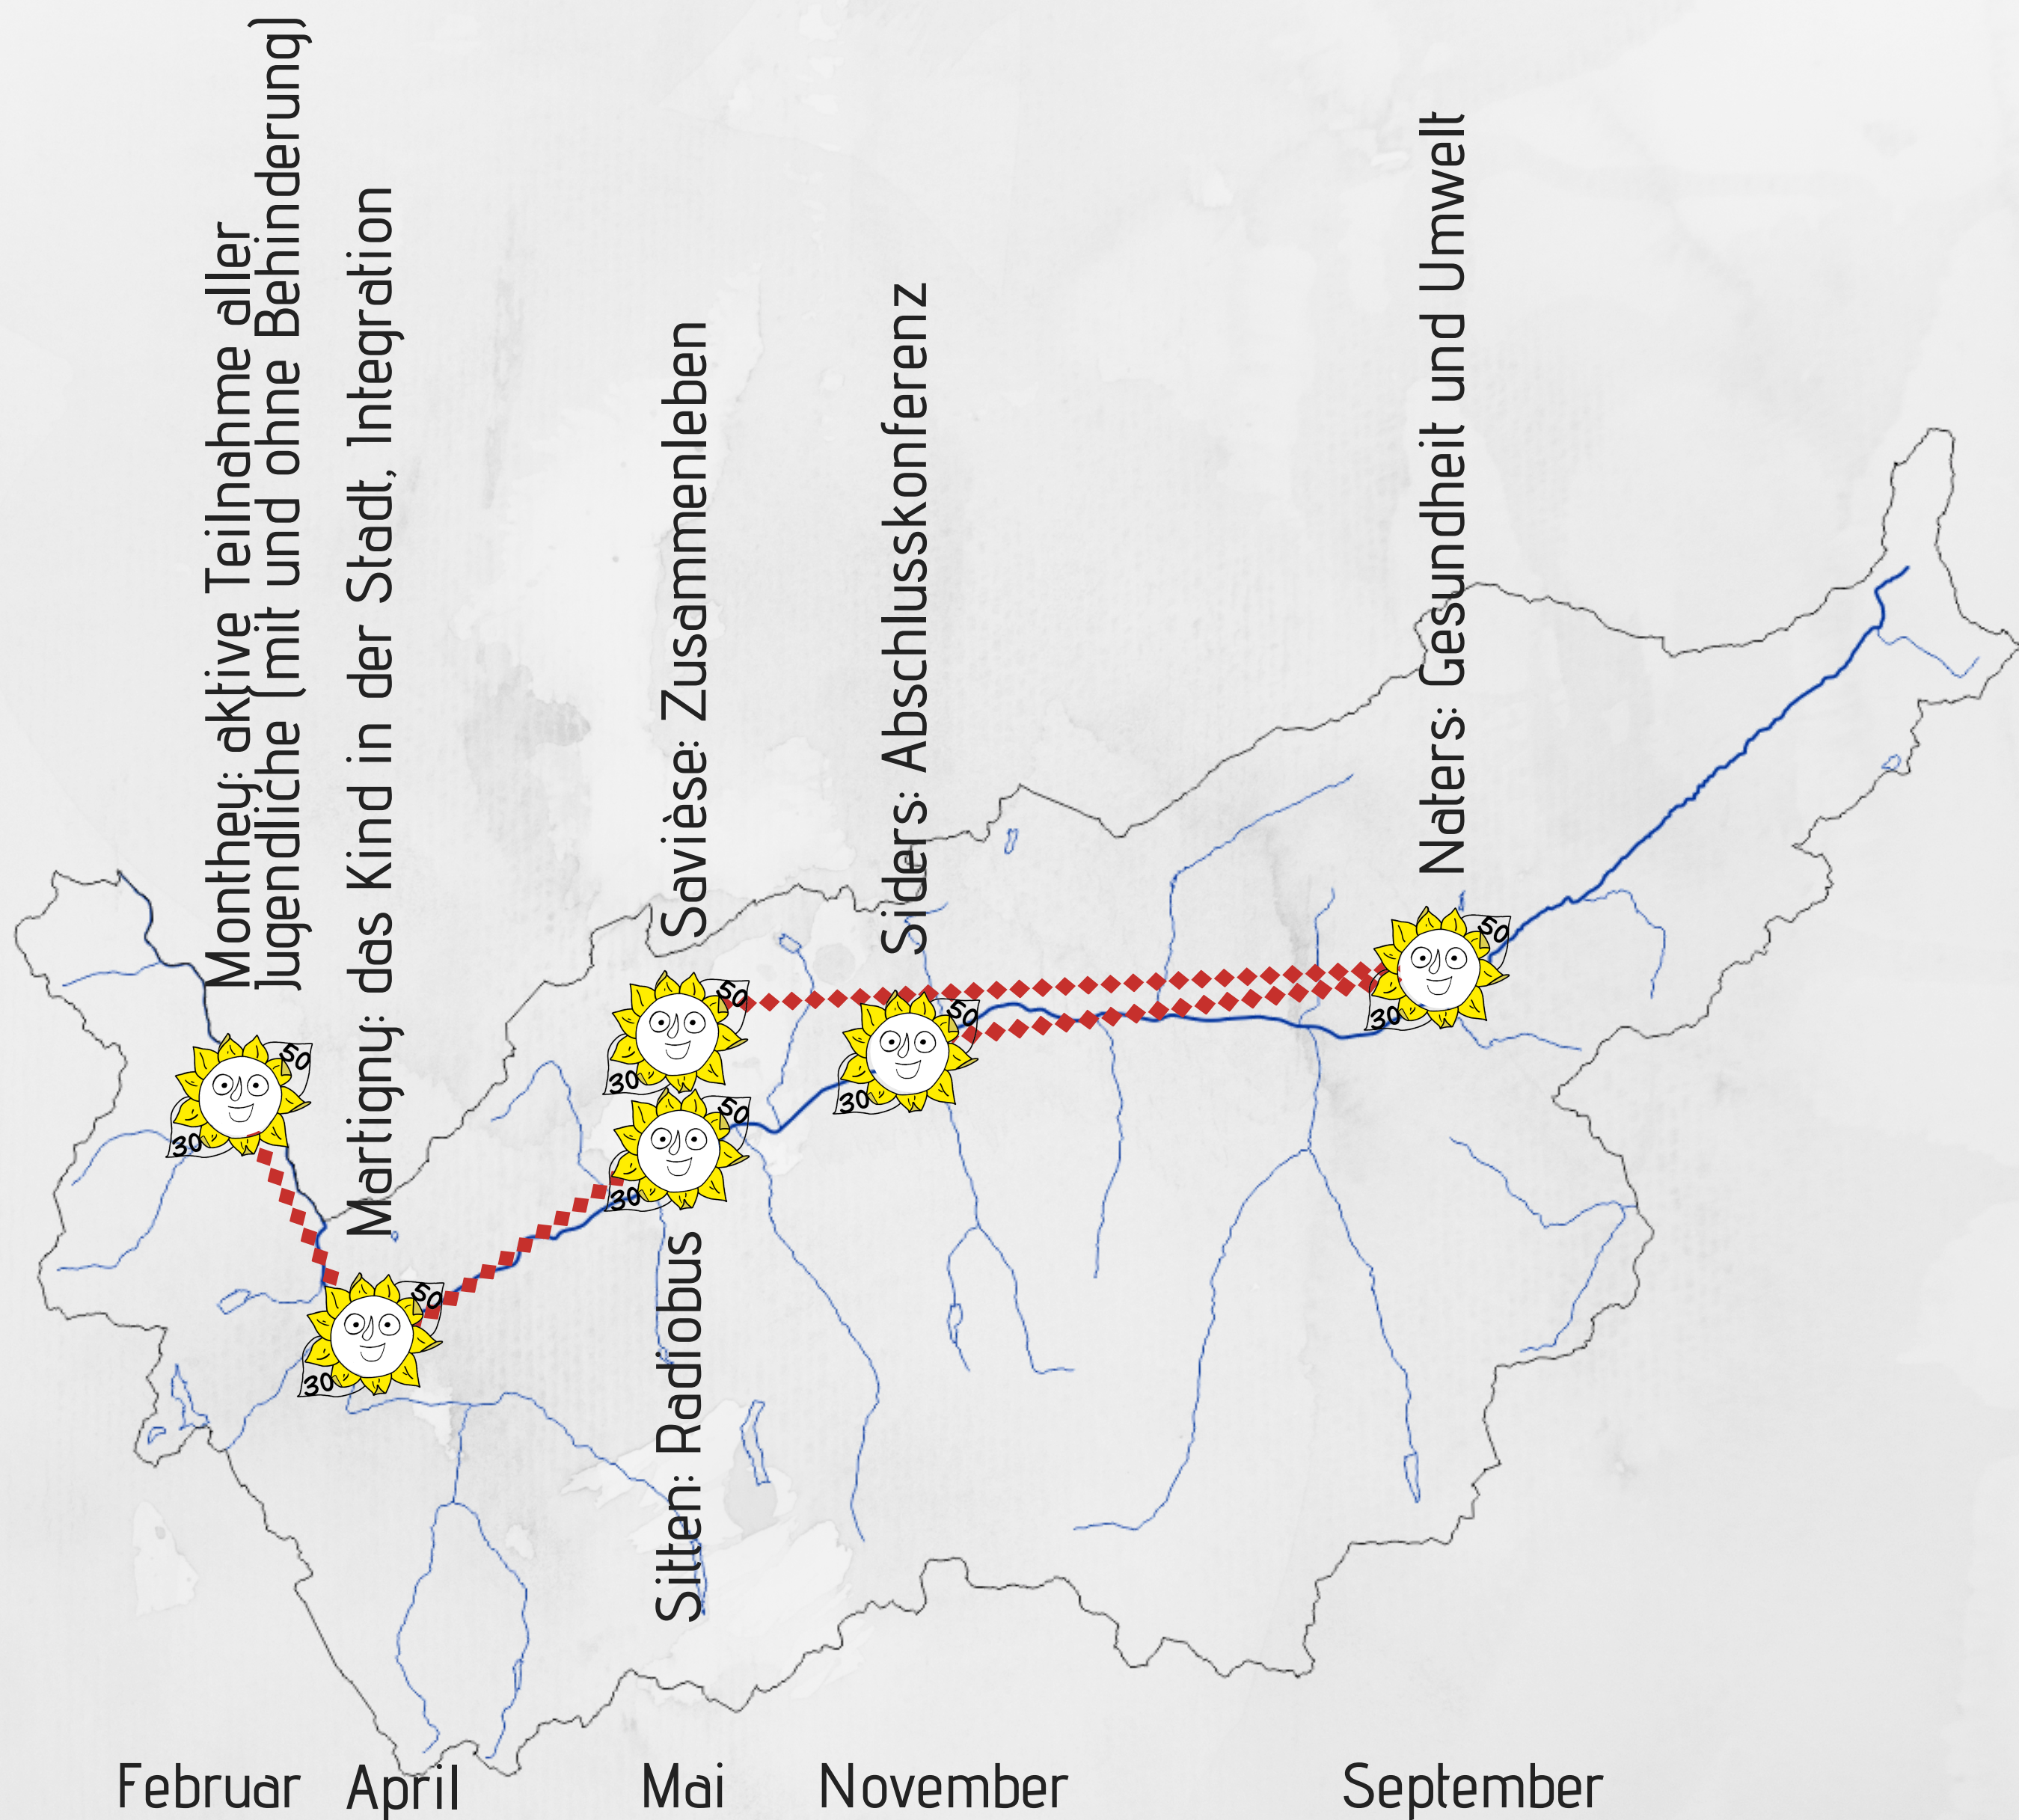 Monthey: aktive Teilnahme aller
Jugendliche (mit und ohne Behinderung)
Martigny: das Kind in der Stadt, Integration
Savièse: Zusammenleben
Siders: Abschlusskonferenz
Naters: Gesundheit und Umwelt
50
30
50
30
50
30
50
30
50
30
50
30
Sitten: Radiobus
Februar
April
Mai
November
September